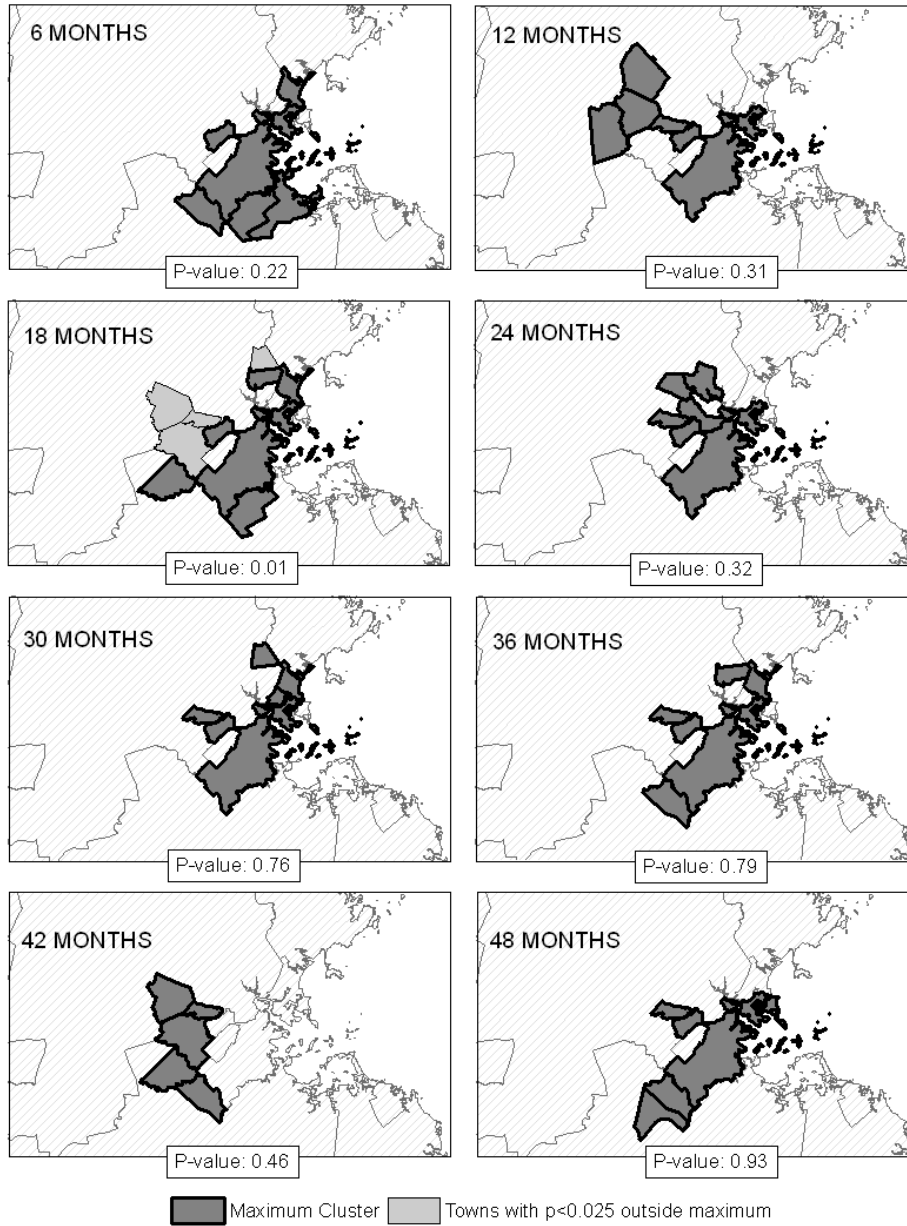 6 MONTHS
P-value: 0.22
12 MONTHS
P-value: 0.31
18 MONTHS
P-value: 0.01
24 MONTHS
P-value: 0.32
30 MONTHS
P-value: 0.76
36 MONTHS
P-value: 0.79
42 MONTHS
P-value: 0.46
48 MONTHS
P-value: 0.93
Maximum Cluster
Towns with p<0.025 outside maximum